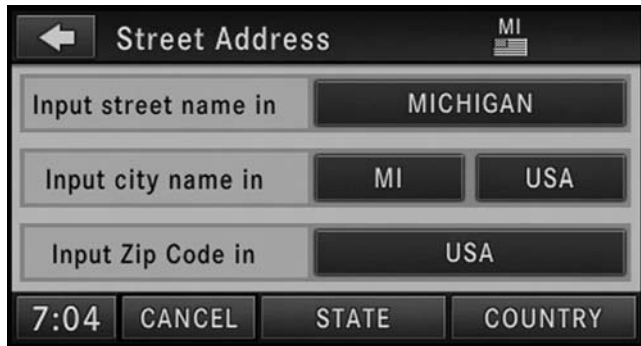 Street Address MI
Input street name in MICHIGAN
Input city name in MI USA
Input Zip Code in USA
7:04 CANCEL STATE COUNTRY